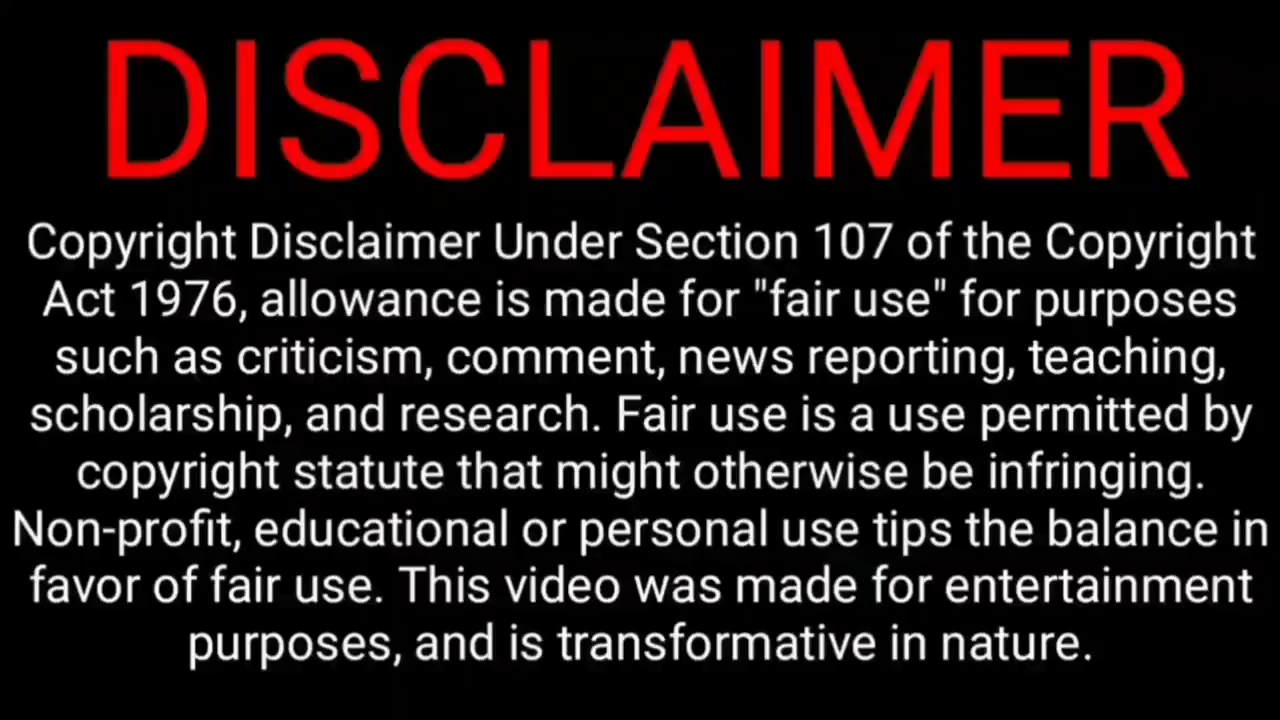 DISCLAIMER
Copyright Disclaimer Under Section 107 of the Copyright
Act 1976, allowance is made for "fair use" for purposes
such as criticism, comment, news reporting, teaching,
scholarship, and research. Fair use is a use permitted by
copyright statute that might otherwise be infringing.
Non-profit, educational or personal use tips the balance in
favor of fair use. This video was made for entertainment
purposes, and is transformative in nature.